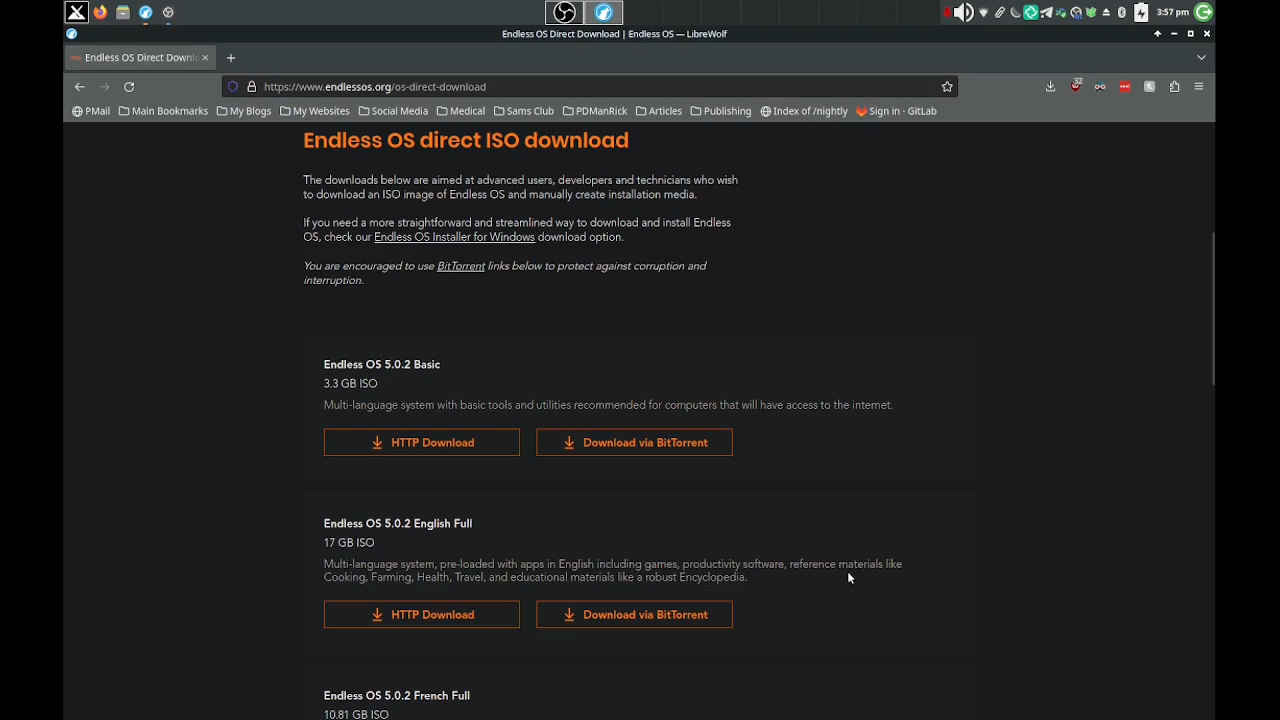 3:57 pm
Endless OS Direct Download | Endless OS — LibreWolf
Endless OS Direct Downl
https://www.endlessos.org/os-direct-download
32
PMail Main Bookmarks My Blogs My Websites Social Media Medical Sams Club PDManRick Articles Publishing Index of /nightly Sign in · GitLab
Endless OS direct ISO download
The downloads below are aimed at advanced users, developers and technicians who wish
to download an ISO image of Endless OS and manually create installation media.
If you need a more straightforward and streamlined way to download and install Endless
OS, check our Endless OS Installer for Windows download option.
You are encouraged to use BitTorrent links below to protect against corruption and
interruption.
Endless OS 5.0.2 Basic
3.3 GB ISO
Multi-language system with basic tools and utilities recommended for computers that will have access to the internet.
HTTP Download Download via BitTorrent
Endless OS 5.0.2 English Full
17 GB ISO
Multi-language system, pre-loaded with apps in English including games, productivity software, reference materials like
Cooking, Farming, Health, Travel, and educational materials like a robust Encyclopedia.
HTTP Download Download via BitTorrent
Endless OS 5.0.2 French Full
10.81 GB ISO